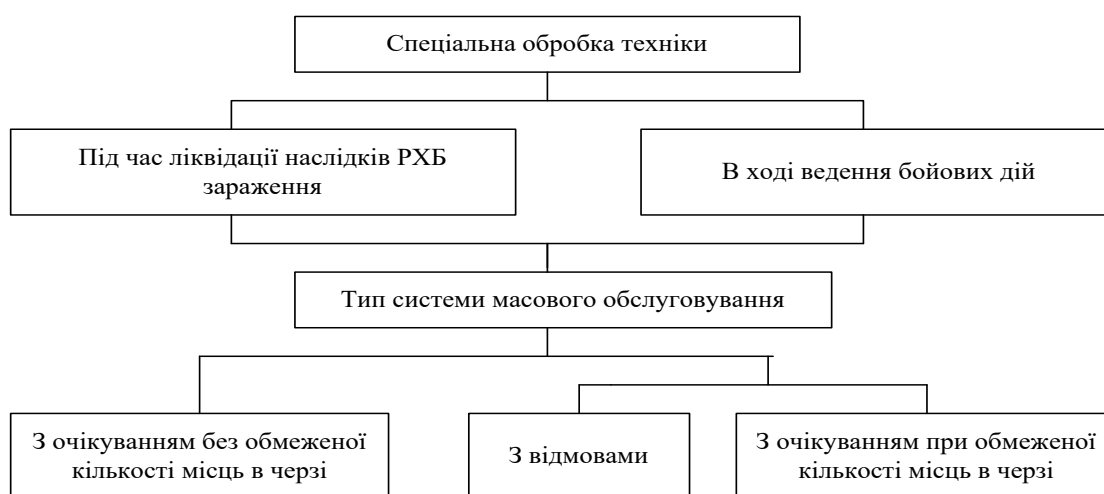 Спеціальна обробка техніки
Під час ліквідації наслідків РХБ
зараження
В ході ведення бойових дій
Тип системи масового обслуговування
З очікуванням без обмеженої
кількості місць в черзі
З відмовами
З очікуванням при обмеженої
кількості місць в черзі